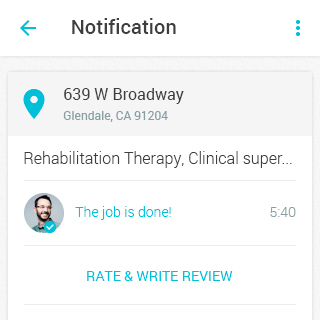 Notification
639 W Broadway
Glendale, CA 91204
Rehabilitation Therapy, Clinical super...
The job is done! 5:40
RATE & WRITE REVIEW